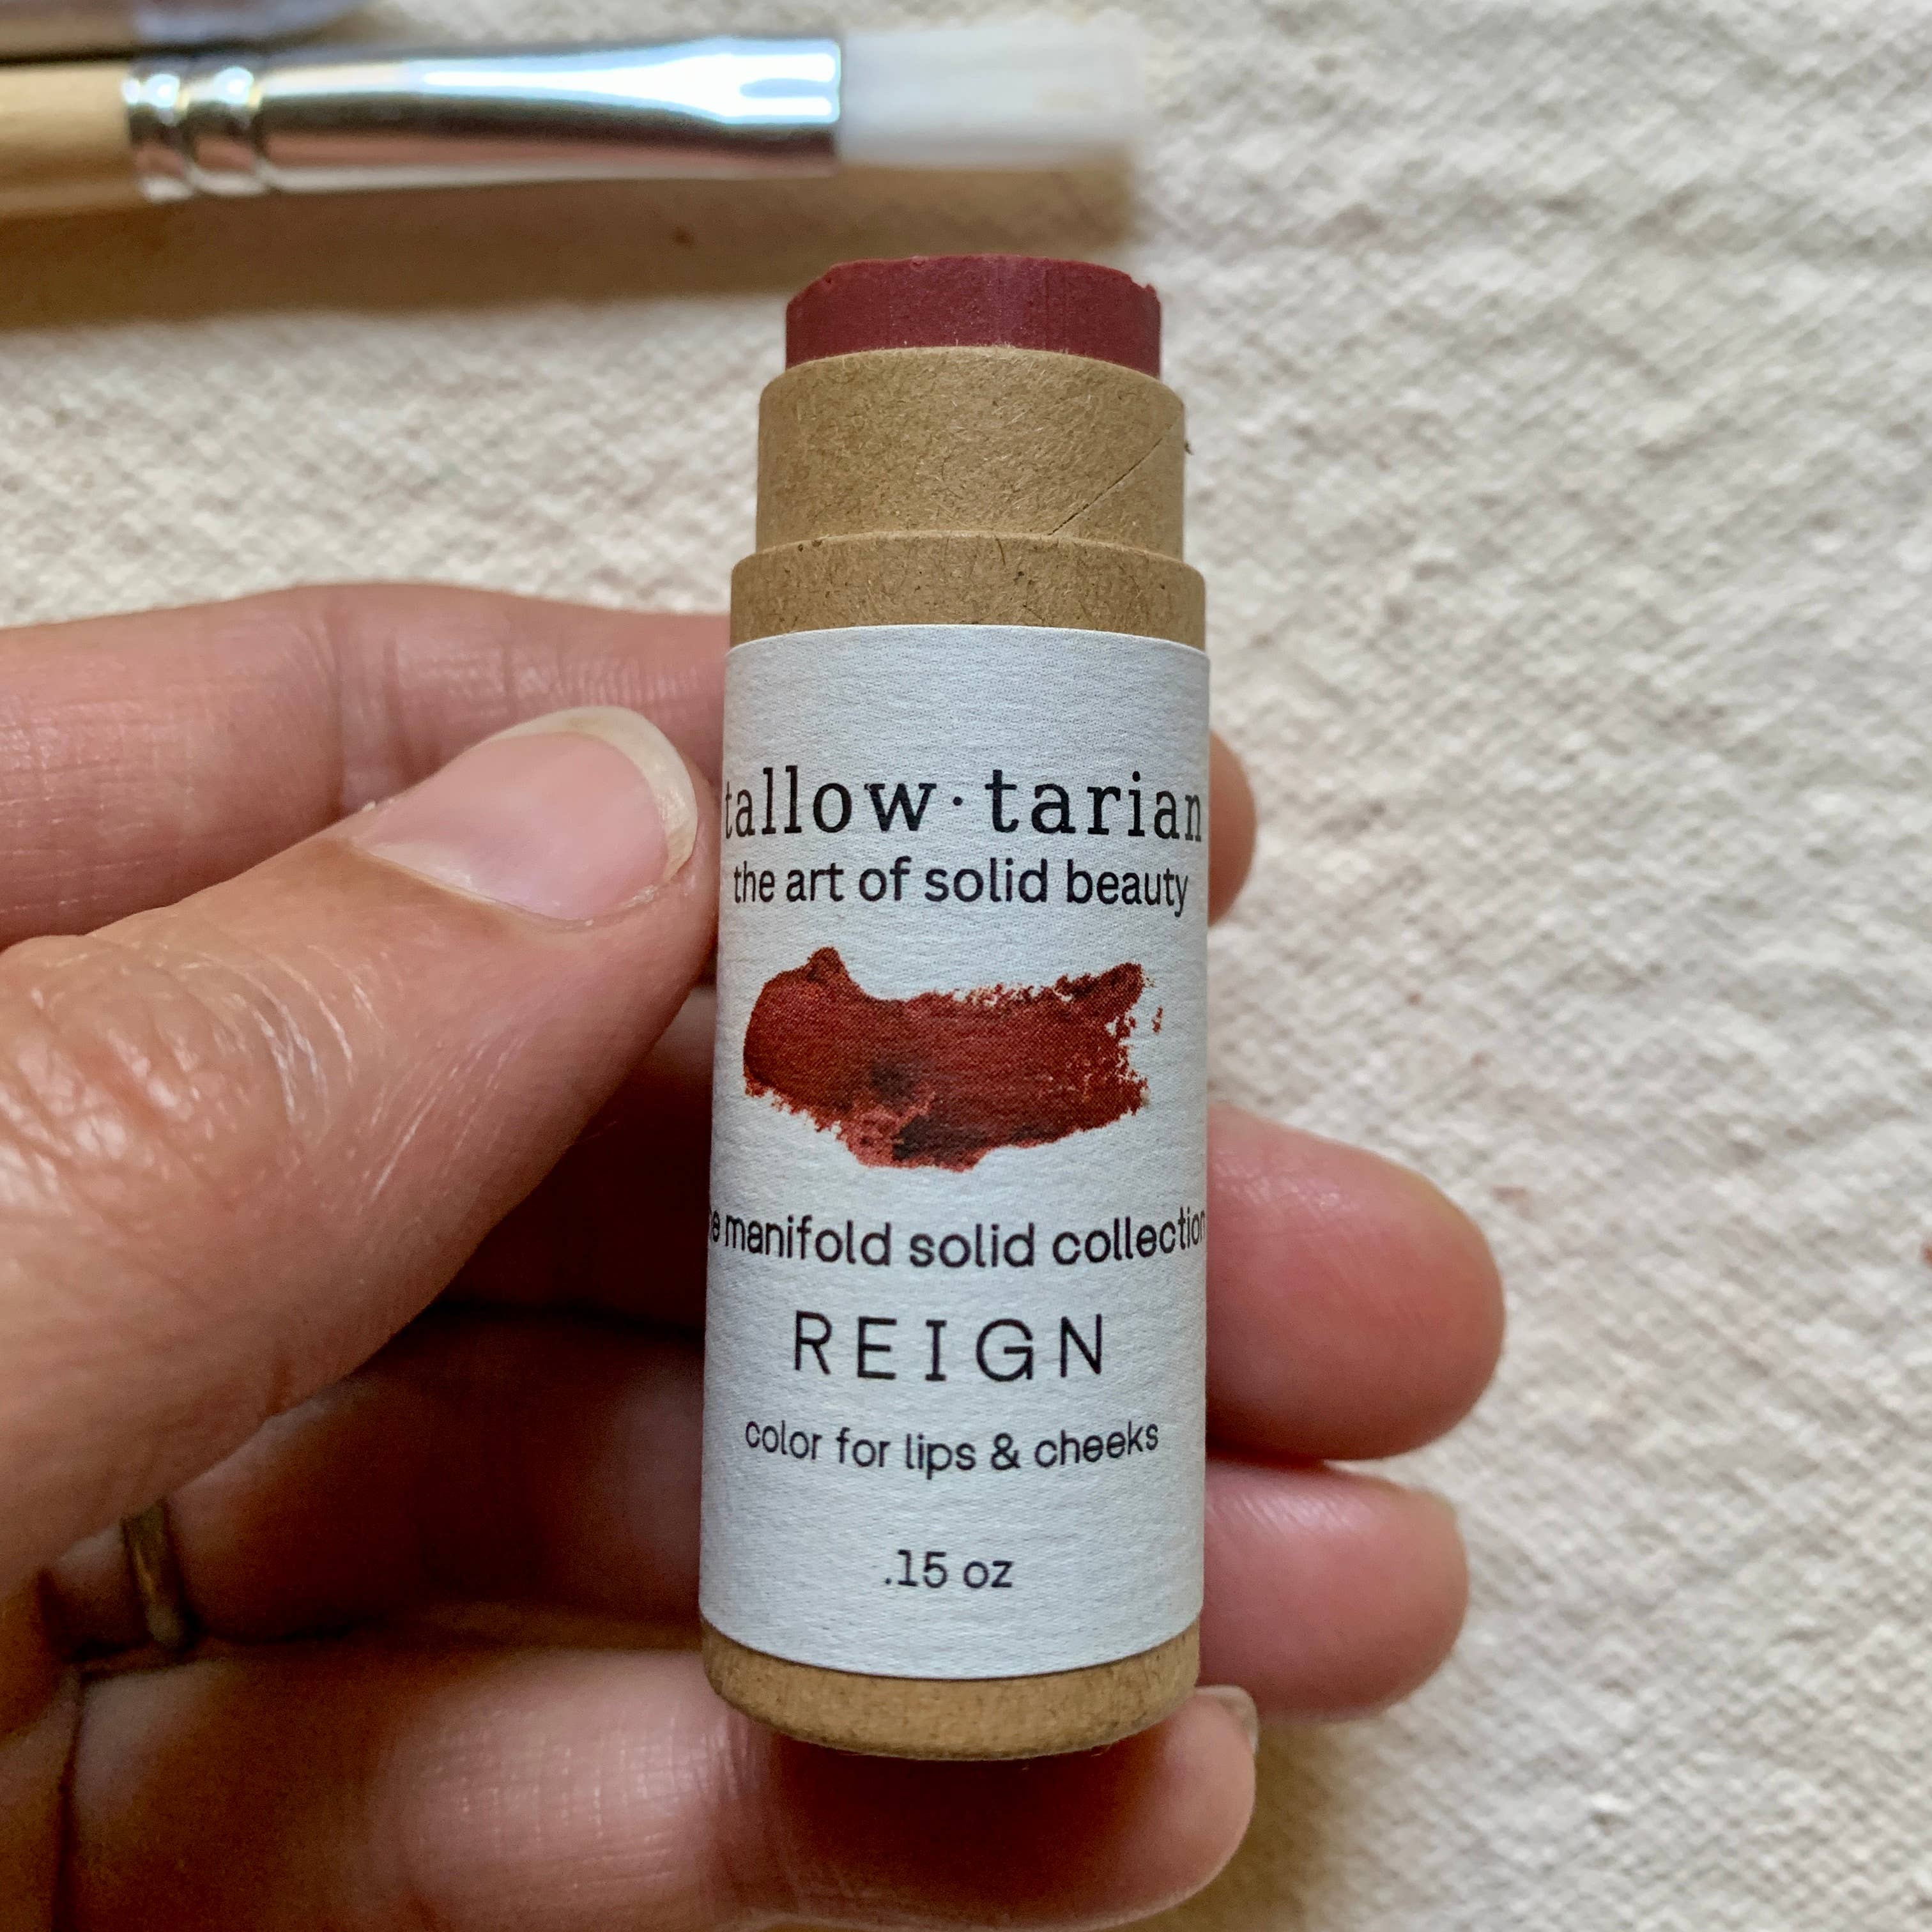 tallow·tarian
the art of solid beauty
manifold solid collection
REIGN
color for lips & cheeks
.15 oz